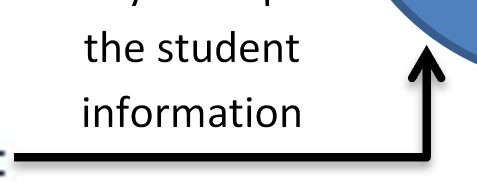 the student
information